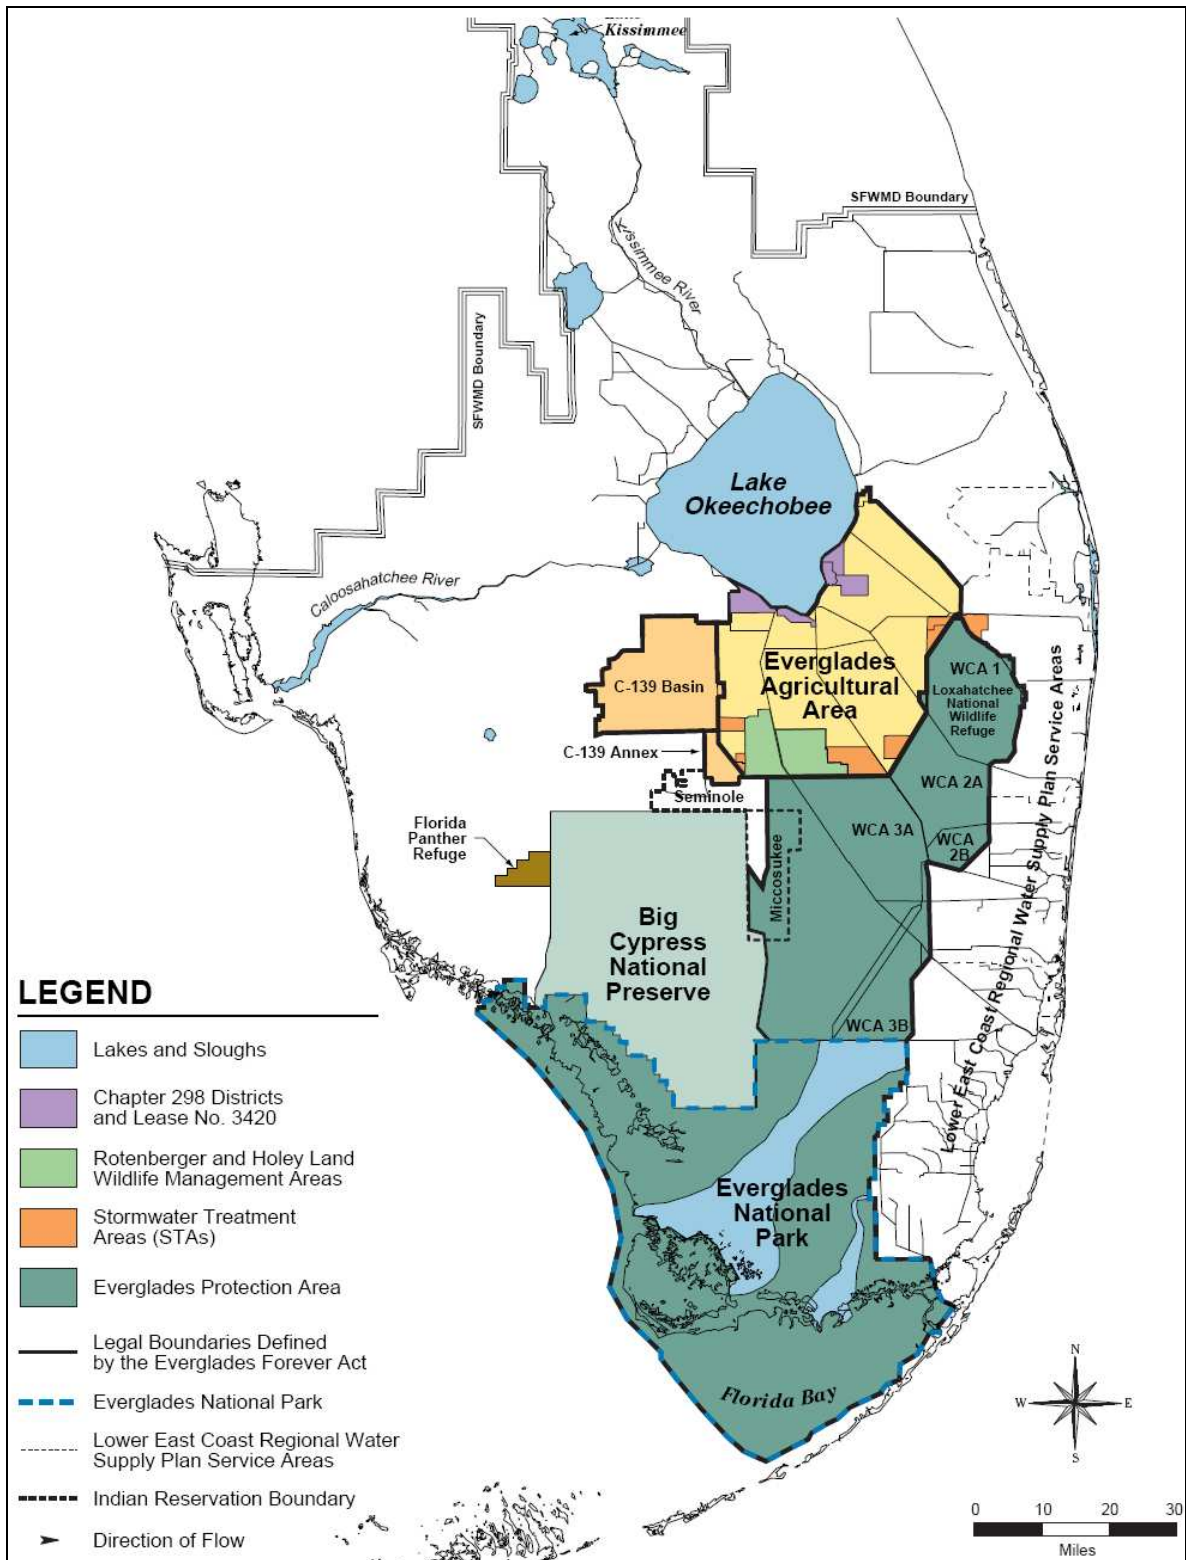 Kissimmee
SFWMD Boundary
Kissimmee River
SFWMD Boundary
Lake
Okeechobee
Caloosahatchee River
Everglades
Agricultural
Area
C-139 Basin
WCA 1
Loxahatchee
National
Wildlife
Refuge
C-139 Annex
Seminole
WCA 2A
WCA 3A
WCA
2B
Florida
Panther
Refuge
Miccosukee
Big
Cypress
National
Preserve
WCA 3B
Lower East Coast Regional Water Supply Plan Service Areas
Everglades
National
Park
Florida Bay
LEGEND
Lakes and Sloughs
Chapter 298 Districts
and Lease No. 3420
Rotenberger and Holey Land
Wildlife Management Areas
Stormwater Treatment
Areas (STAs)
Everglades Protection Area
Legal Boundaries Defined
by the Everglades Forever Act
Everglades National Park
Lower East Coast Regional Water
Supply Plan Service Areas
Indian Reservation Boundary
Direction of Flow
N
W
E
S
0 10 20 30
Miles